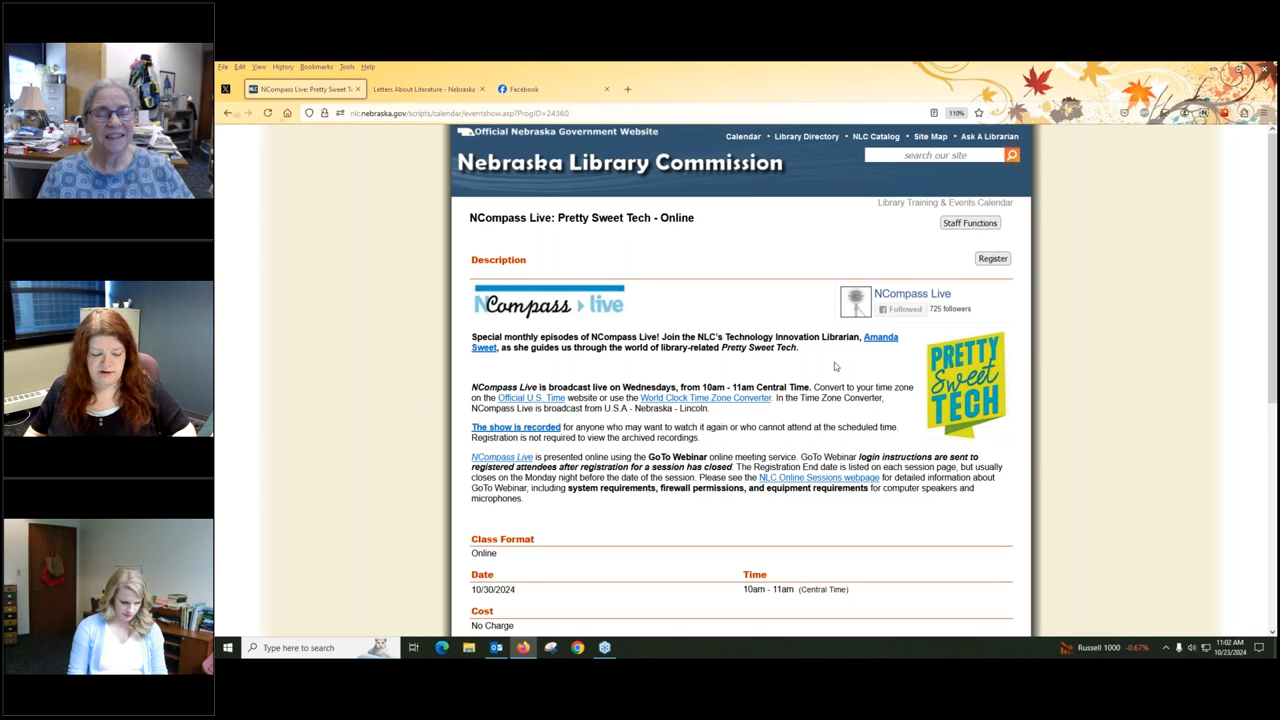 File Edit View History Bookmarks Tools Help
NCompass Live: Pretty Sweet Te
Letters About Literature - Nebraska
Facebook
nlc.nebraska.gov/scripts/calendar/eventshow.asp?ProgID=24360
110%
Official Nebraska Government Website
Calendar • Library Directory • NLC Catalog • Site Map • Ask A Librarian
Nebraska Library Commission
search our site
Library Training & Events Calendar
NCompass Live: Pretty Sweet Tech - Online
Staff Functions
Description
Register
NCompass live
NCompass Live
Followed 725 followers
Special monthly episodes of NCompass Live! Join the NLC's Technology Innovation Librarian, Amanda
Sweet, as she guides us through the world of library-related Pretty Sweet Tech.
PRETTY
Sweet
TECH
NCompass Live is broadcast live on Wednesdays, from 10am - 11am Central Time. Convert to your time zone
on the Official U.S. Time website or use the World Clock Time Zone Converter. In the Time Zone Converter,
NCompass Live is broadcast from U.S.A - Nebraska - Lincoln.
The show is recorded for anyone who may want to watch it again or who cannot attend at the scheduled time.
Registration is not required to view the archived recordings.
NCompass Live is presented online using the GoTo Webinar online meeting service. GoTo Webinar login instructions are sent to
registered attendees after registration for a session has closed. The Registration End date is listed on each session page, but usually
closes on the Monday night before the date of the session. Please see the NLC Online Sessions webpage for detailed information about
GoTo Webinar, including system requirements, firewall permissions, and equipment requirements for computer speakers and
microphones.
Class Format
Online
Date Time
10/30/2024 10am - 11am (Central Time)
Cost
No Charge
Type here to search
Russell 1000 -0.67%
11:02 AM
10/23/2024